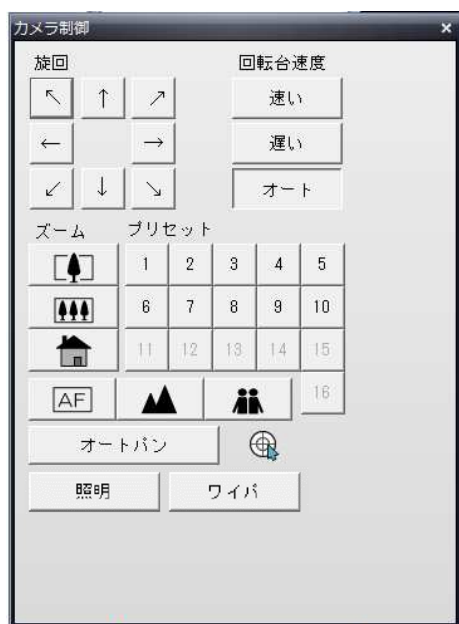 カメラ制御 ×
旋回 回転台速度
↖ ↑ ↗ 速い
← → 遅い
↙ ↓ ↘ オート
ズーム プリセット
1 2 3 4 5
6 7 8 9 10
11 12 13 14 15
AF 16
オートパン
照明 ワイパ